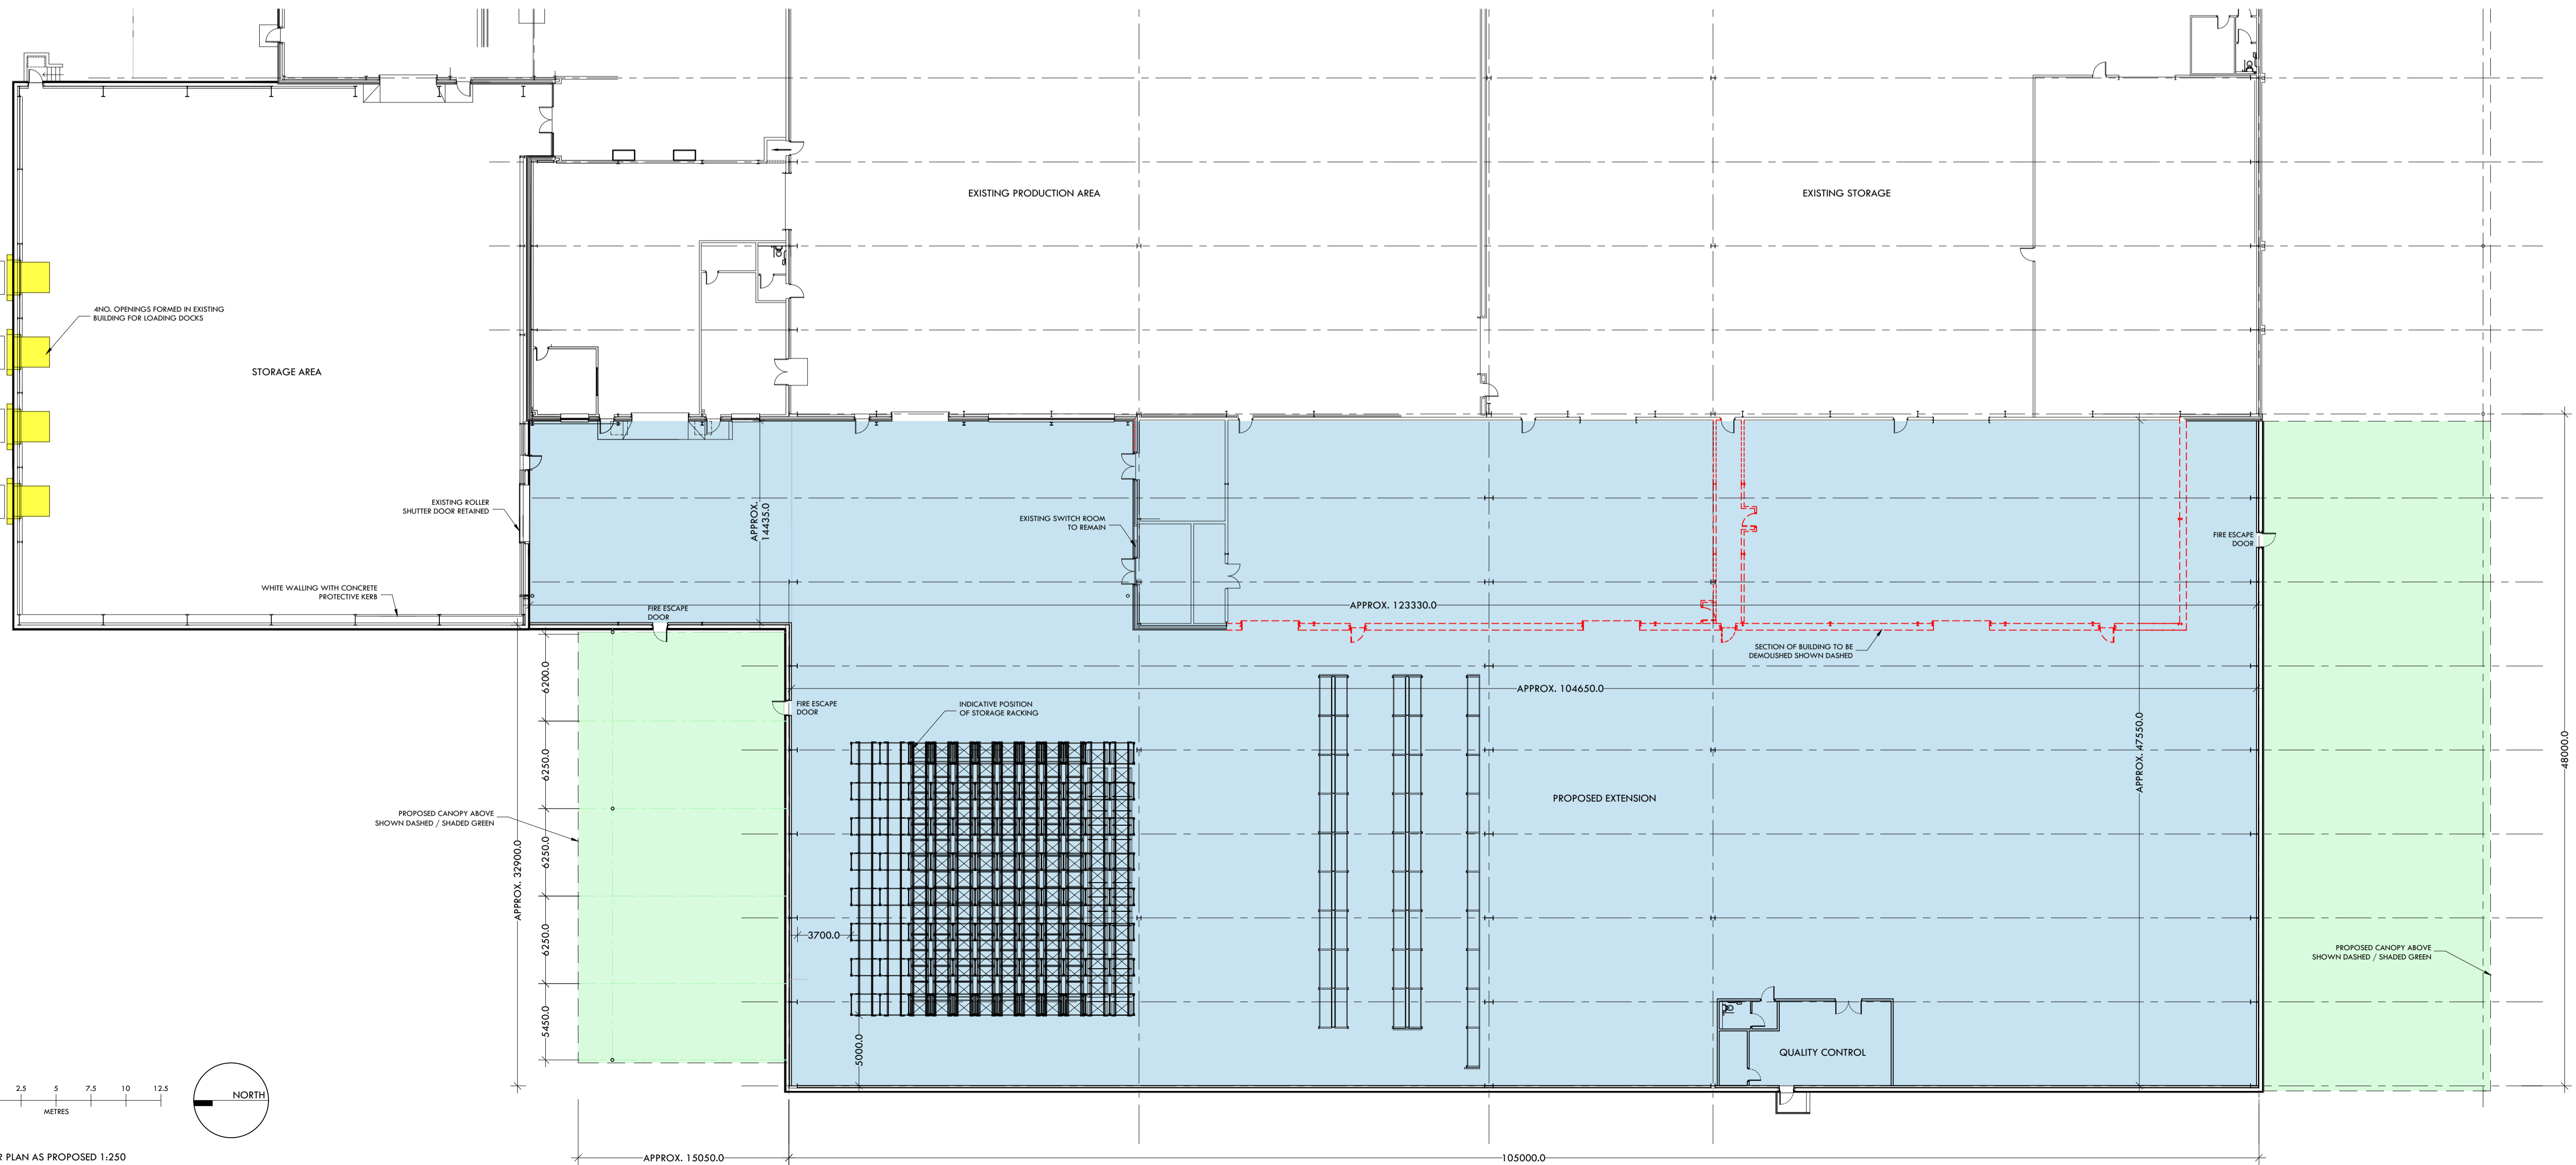 EXISTING PRODUCTION AREA
EXISTING STORAGE
4NO. OPENINGS FORMED IN EXISTING
BUILDING FOR LOADING DOCKS
STORAGE AREA
EXISTING ROLLER
SHUTTER DOOR RETAINED
APPROX.
14435.0
EXISTING SWITCH ROOM
TO REMAIN
FIRE ESCAPE
DOOR
WHITE WALLING WITH CONCRETE
PROTECTIVE KERB
FIRE ESCAPE
DOOR
APPROX. 123330.0
SECTION OF BUILDING TO BE
DEMOLISHED SHOWN DASHED
6200.0
APPROX. 104650.0
FIRE ESCAPE
DOOR
INDICATIVE POSITION
OF STORAGE RACKING
6250.0
APPROX. 47550.0
48000.0
PROPOSED EXTENSION
PROPOSED CANOPY ABOVE
SHOWN DASHED / SHADED GREEN
6250.0
APPROX. 32900.0
6250.0
3700.0
PROPOSED CANOPY ABOVE
SHOWN DASHED / SHADED GREEN
5450.0
5000.0
QUALITY CONTROL
2.5 5 7.5 10 12.5
METRES
NORTH
R PLAN AS PROPOSED 1:250
APPROX. 15050.0
105000.0